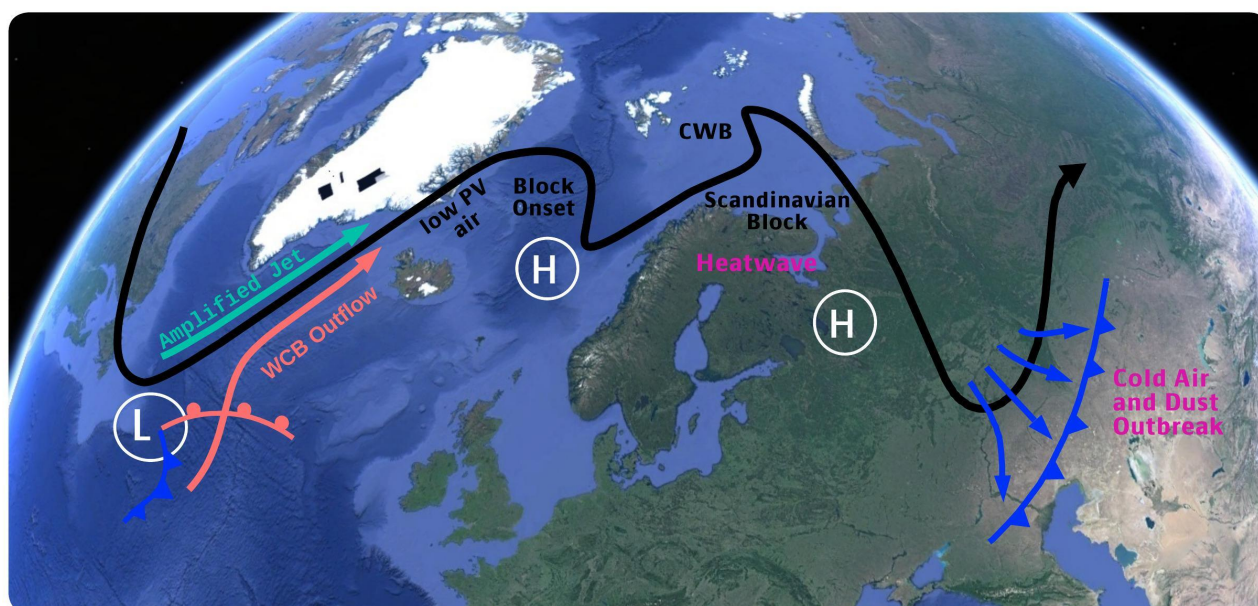 CWB
low PV
air
Block
Onset
Scandinavian
Block
H
Heatwave
Amplified Jet
WCB Outflow
H
L
Cold Air
and Dust
Outbreak